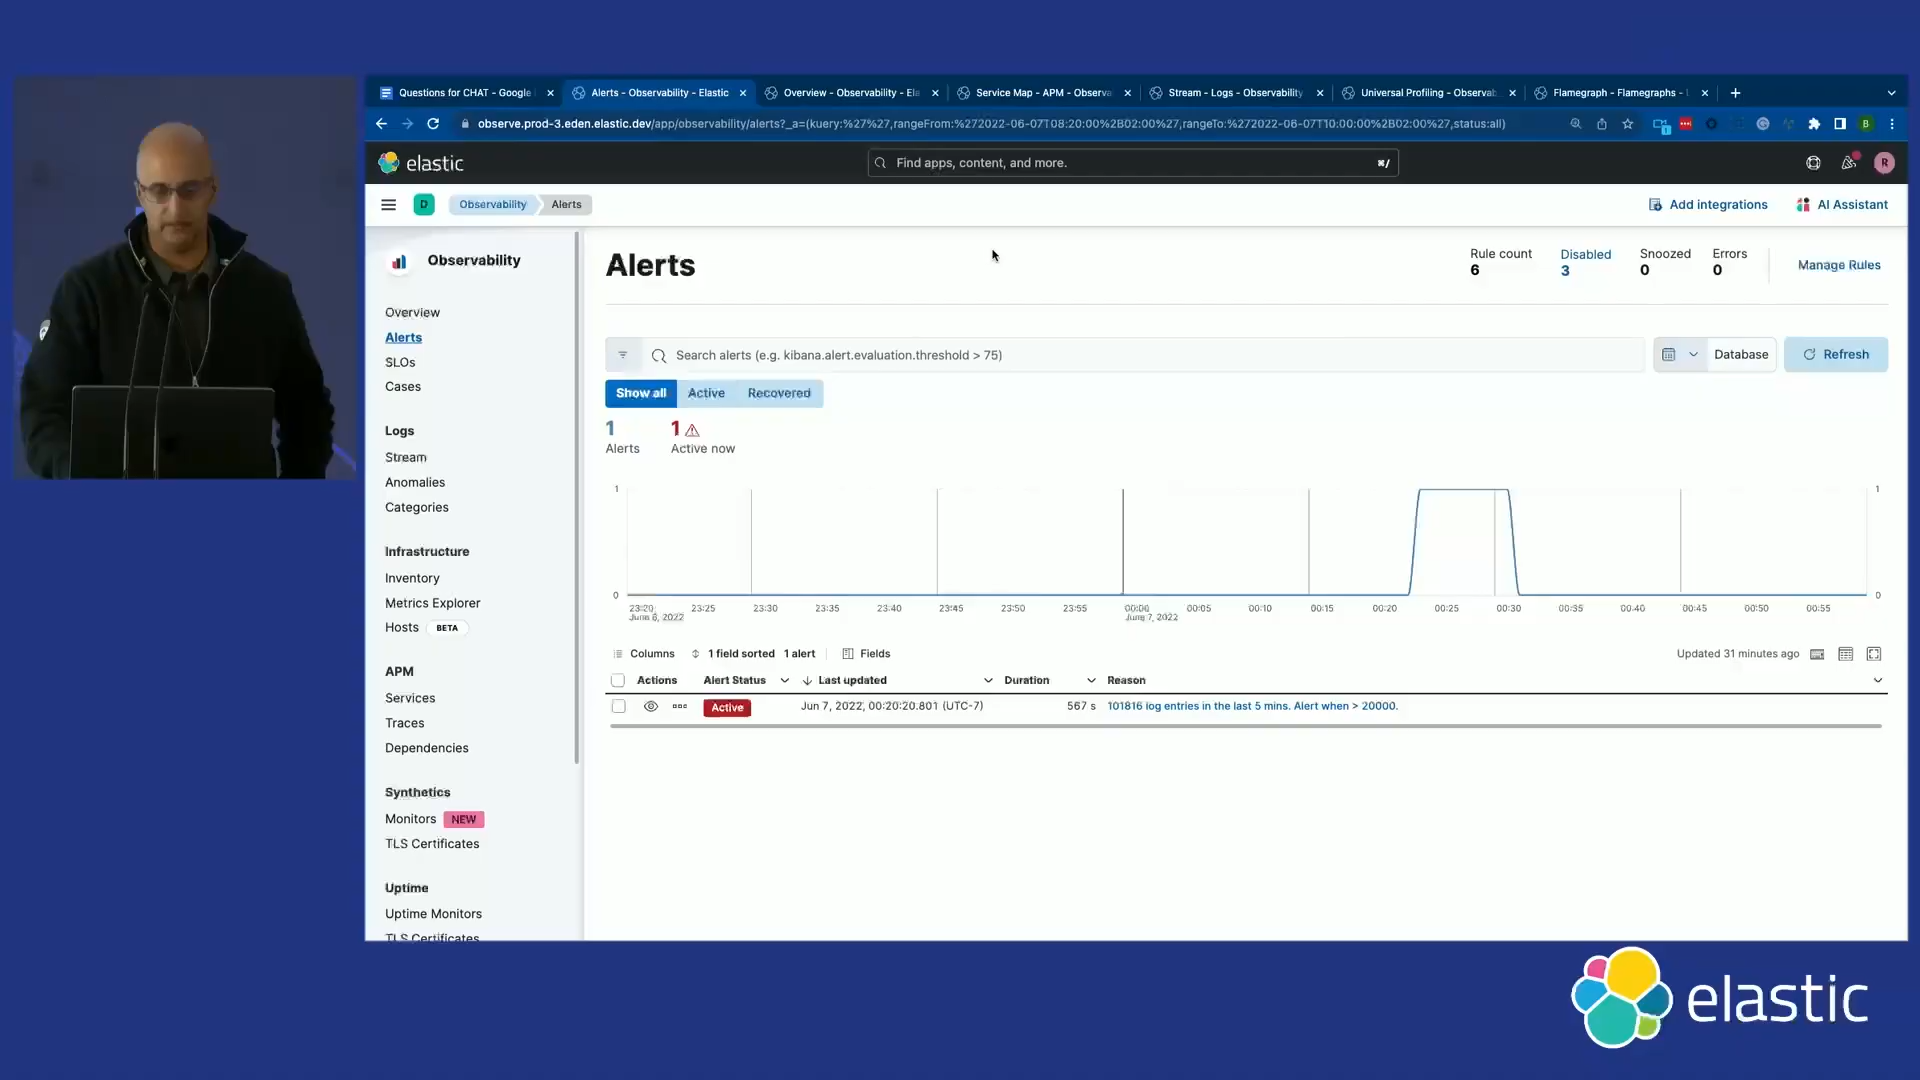 Questions for CHAT - Google
Alerts - Observability - Elastic
Overview - Observability - Ela
Service Map - APM - Observa
Stream - Logs - Observability
Universal Profiling - Observab
Flamegraph - Flamegraphs -
observe.prod-3.eden.elastic.dev/app/observability/alerts?_a=(kuery:%27%27,rangeFrom:%272022-06-07T08:20:00%2B02:00%27,rangeTo:%272022-06-07T10:00:00%2B02:00%27,status:all)
B
elastic
Find apps, content, and more.
⌘/
R
D
Observability
Alerts
Add integrations
AI Assistant
Observability
Overview
Alerts
SLOs
Cases
Logs
Stream
Anomalies
Categories
Infrastructure
Inventory
Metrics Explorer
Hosts BETA
APM
Services
Traces
Dependencies
Synthetics
Monitors NEW
TLS Certificates
Uptime
Uptime Monitors
TLS Certificates
Alerts
Rule count
6
Disabled
3
Snoozed
0
Errors
0
Manage Rules
Search alerts (e.g. kibana.alert.evaluation.threshold > 75)
Database
Refresh
Show all
Active
Recovered
1
Alerts
1
Active now
1
0
1
0
23:20 23:25 23:30 23:35 23:40 23:45 23:50 23:55 00:00 00:05 00:10 00:15 00:20 00:25 00:30 00:35 00:40 00:45 00:50 00:55
June 6, 2022 June 7, 2022
Columns 1 field sorted 1 alert Fields
Updated 31 minutes ago
Actions Alert Status Last updated Duration Reason
Active Jun 7, 2022, 00:20:20.801 (UTC-7) 567 s 101816 log entries in the last 5 mins. Alert when > 20000.
elastic